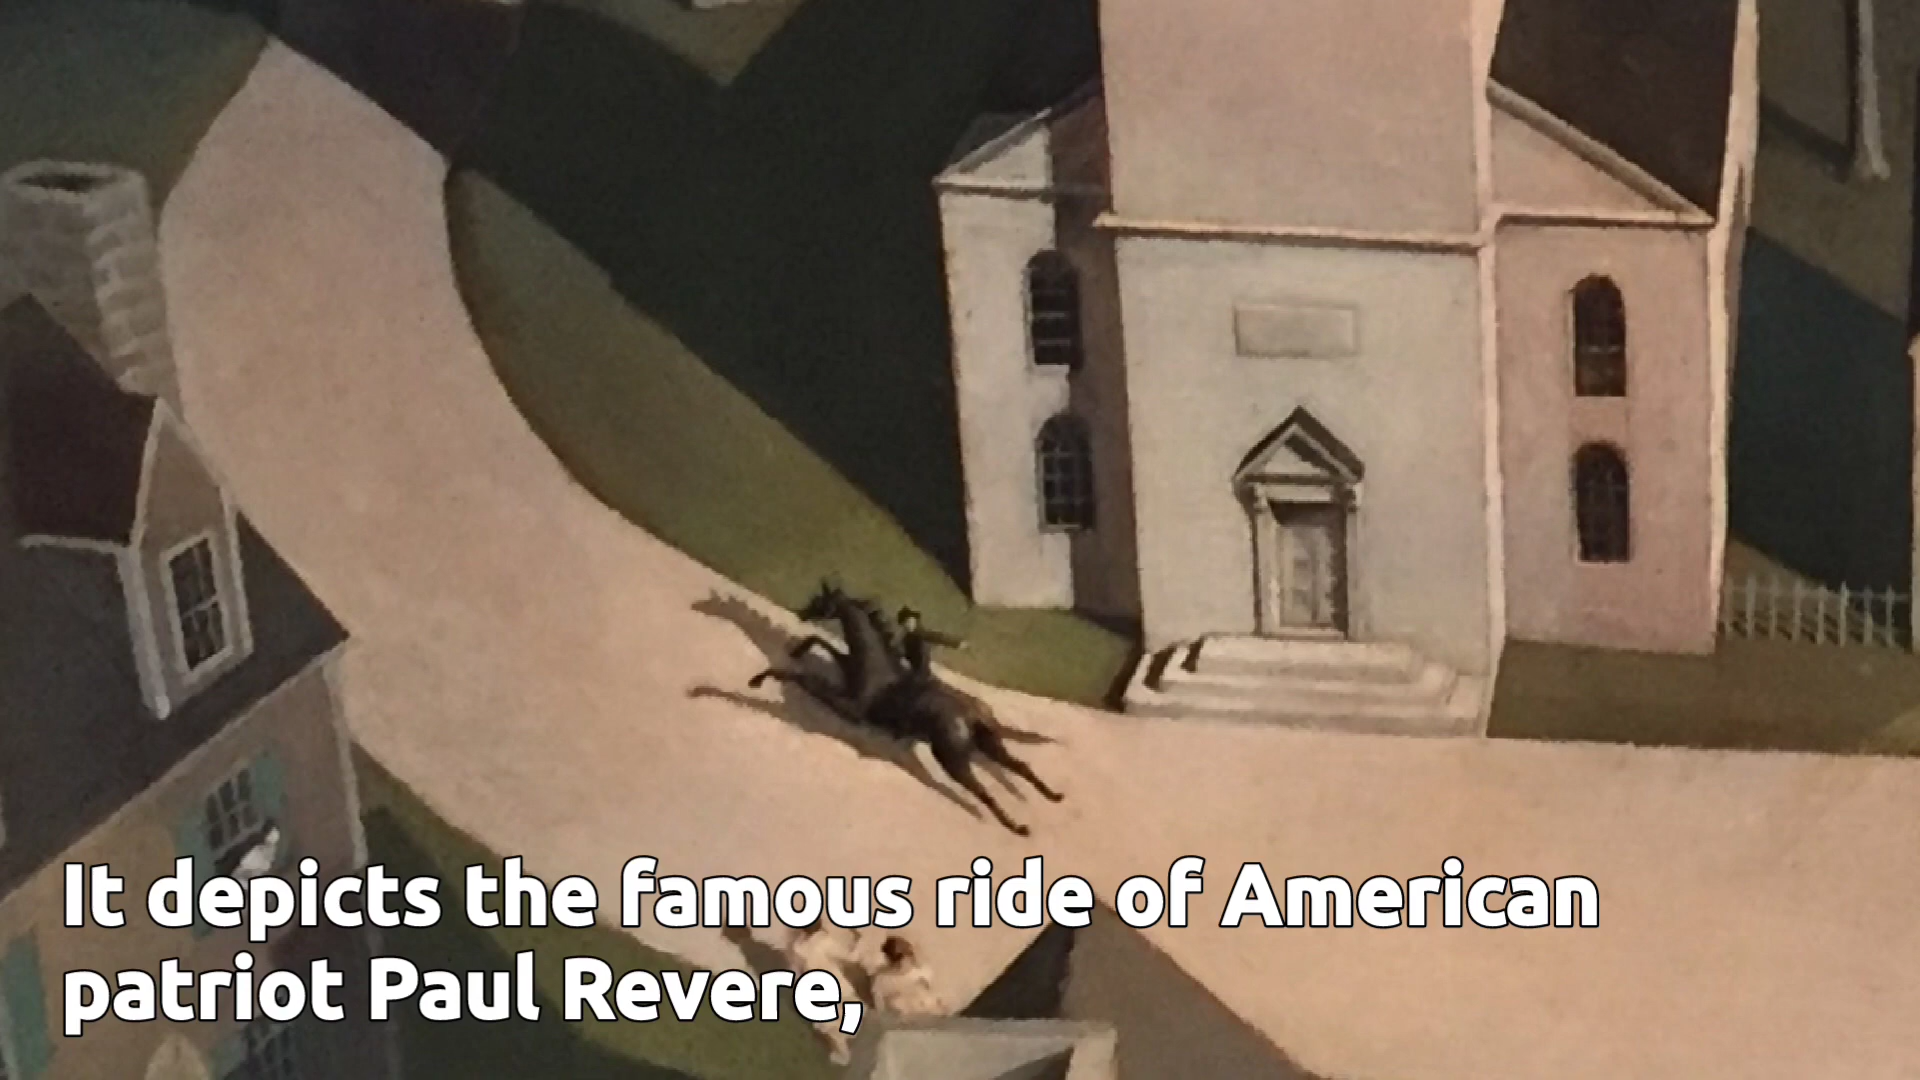 It depicts the famous ride of American
patriot Paul Revere,